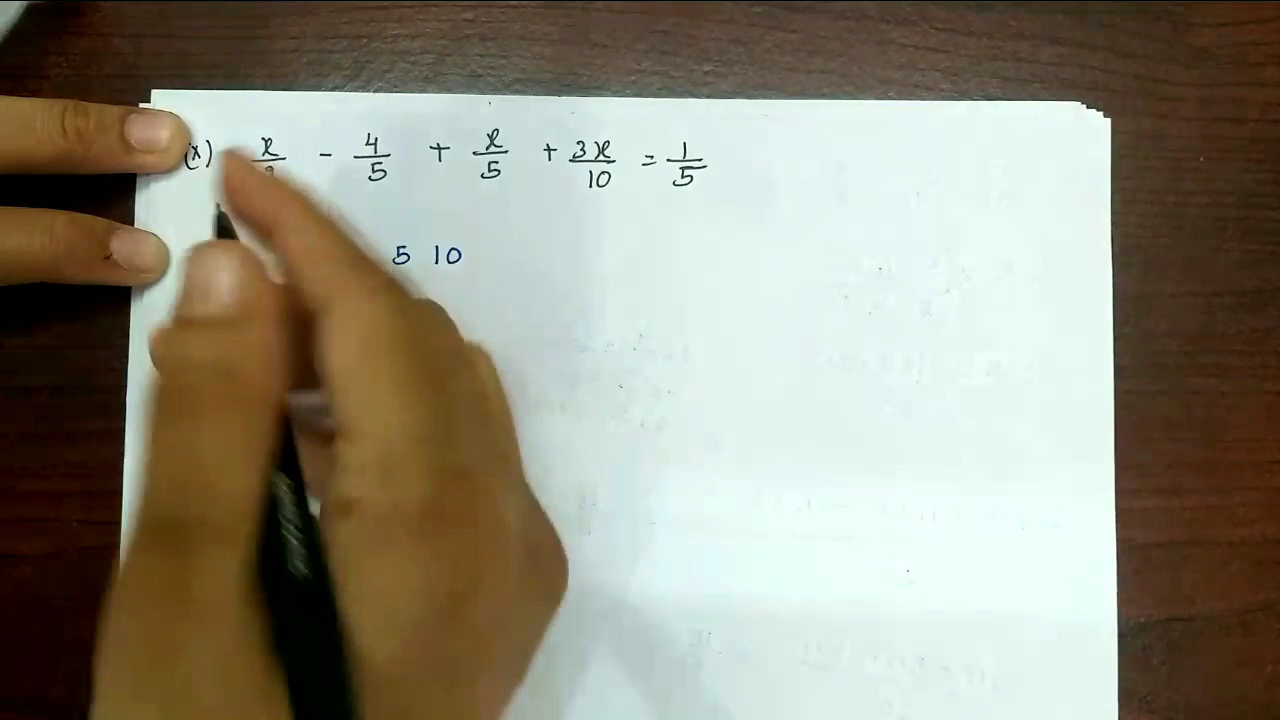 (x) x/ - 4/5 + x/5 + 3x/10 = 1/5
5 10